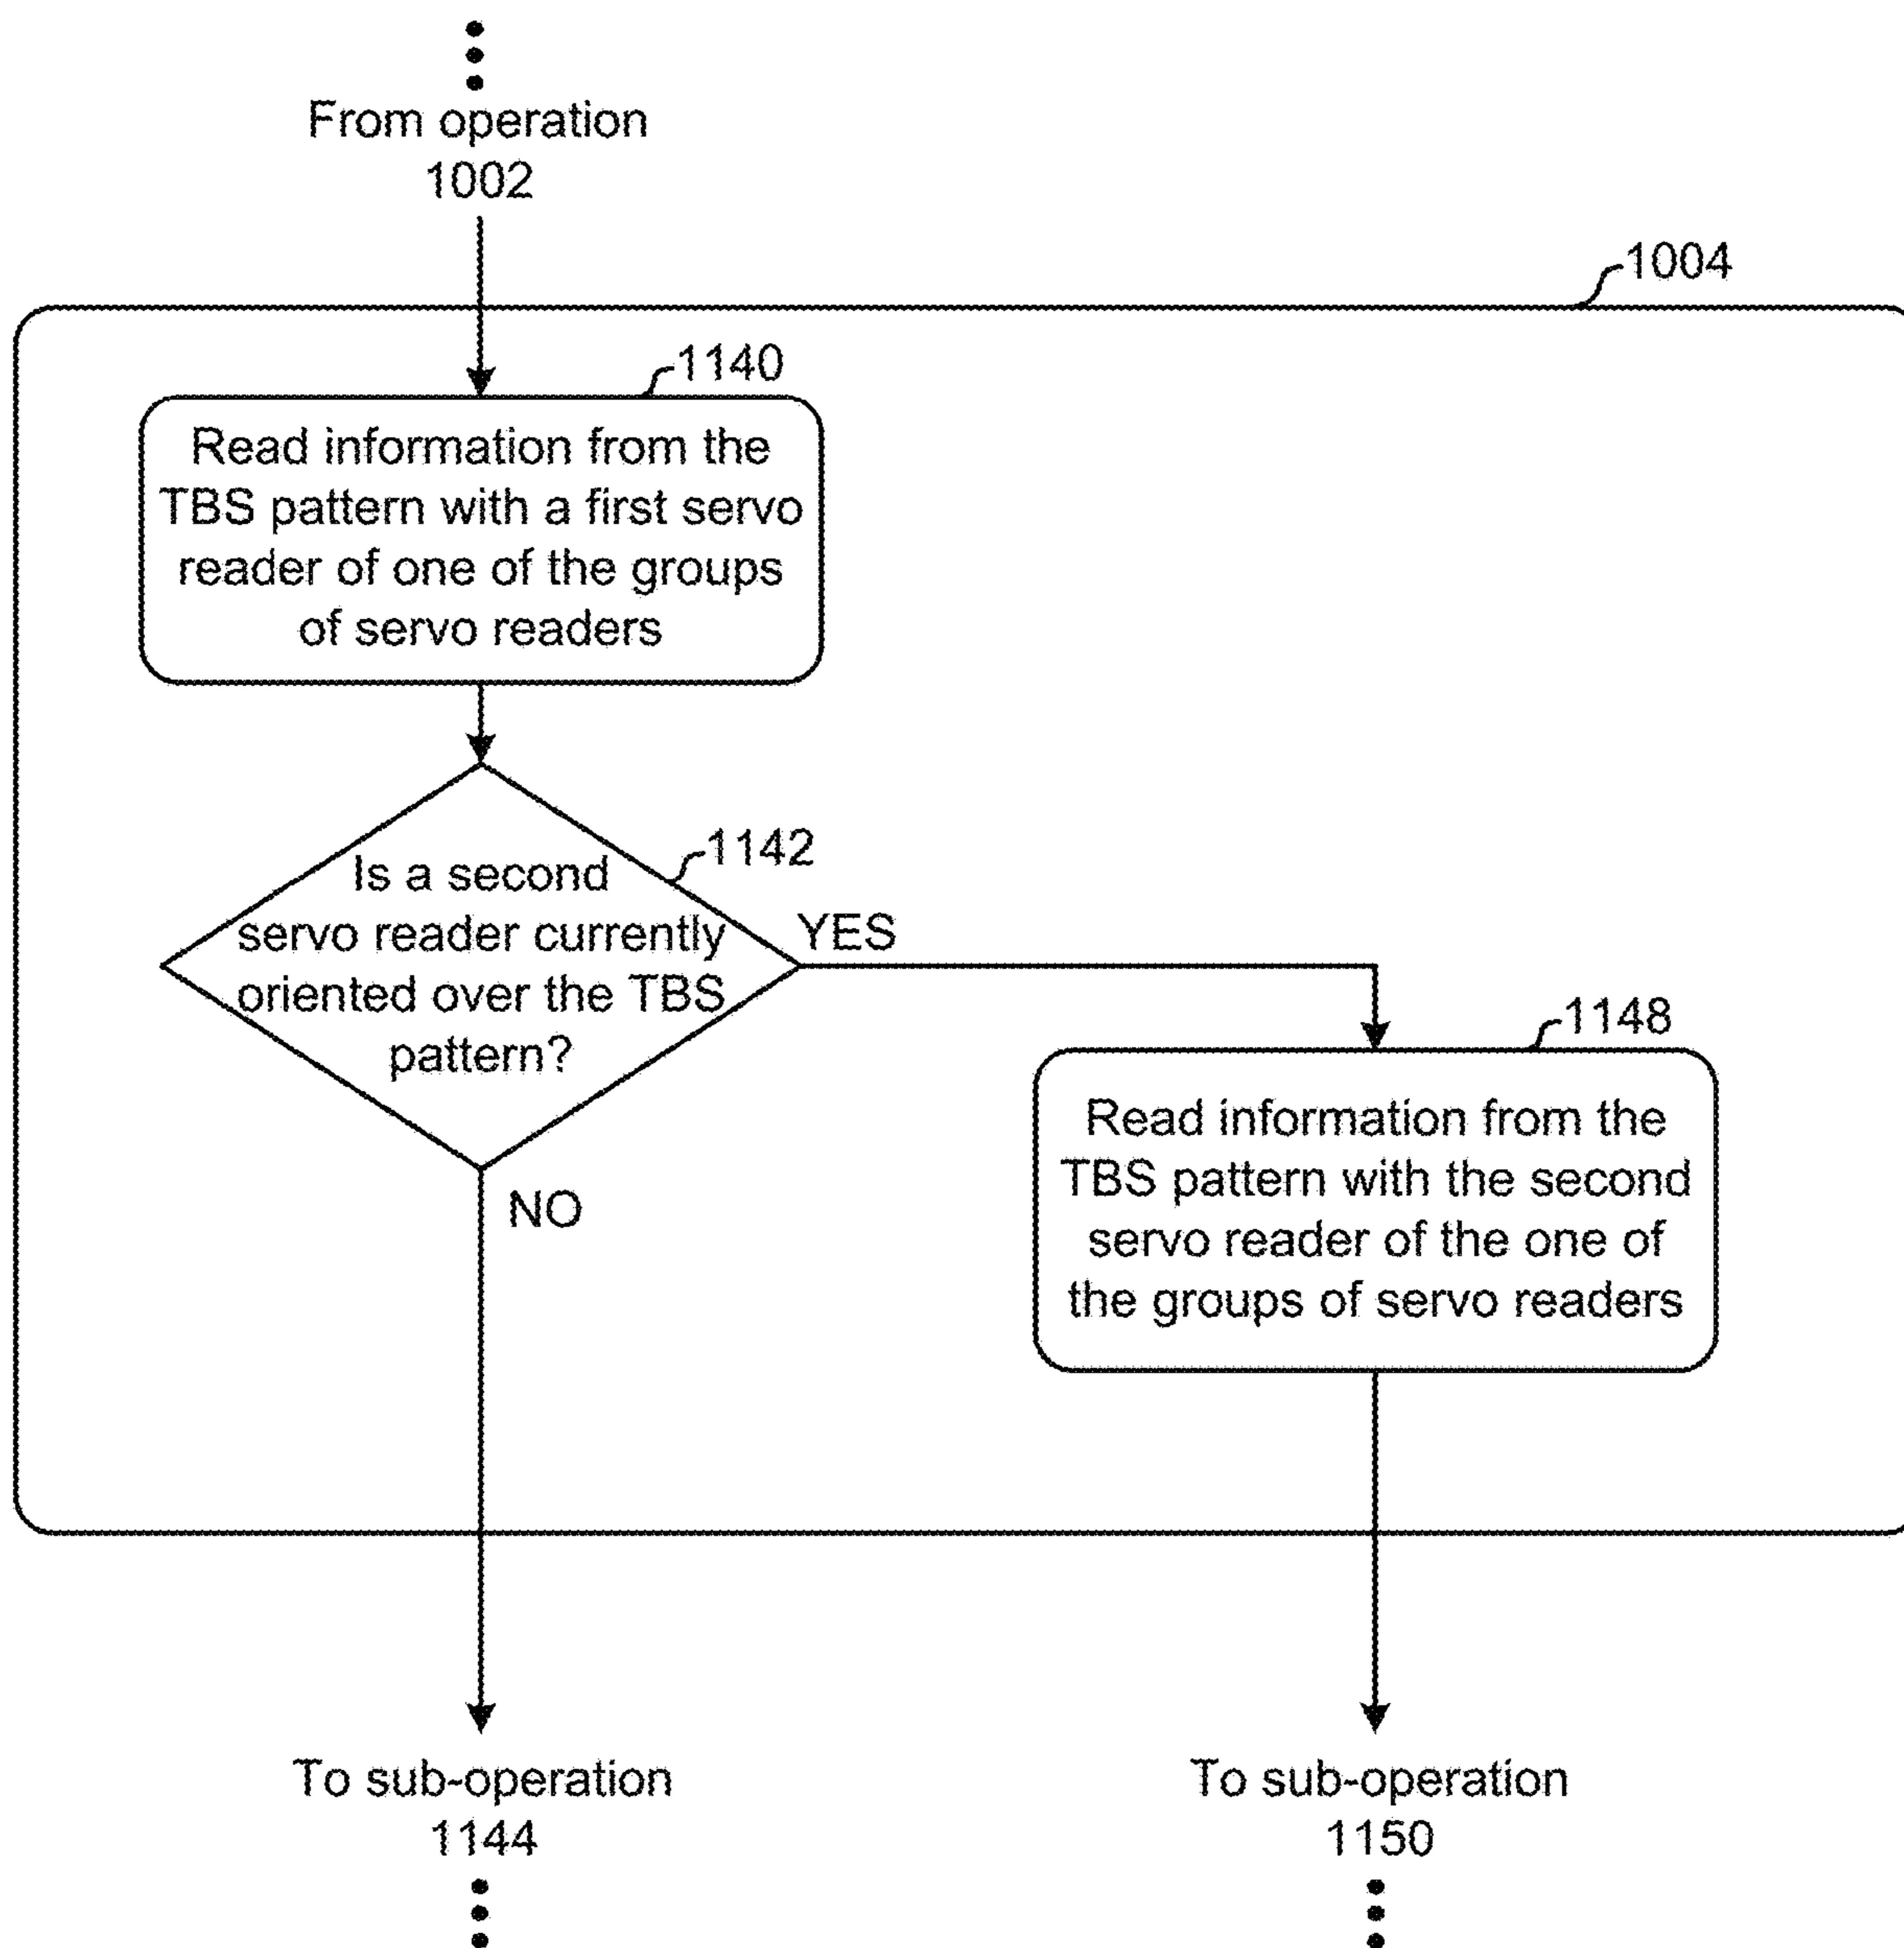 From operation
1002
1004
1140
Read information from the
TBS pattern with a first servo
reader of one of the groups
of servo readers
1142
Is a second
servo reader currently
oriented over the TBS
pattern?
YES
NO
1148
Read information from the
TBS pattern with the second
servo reader of the one of
the groups of servo readers
To sub-operation
1144
To sub-operation
1150